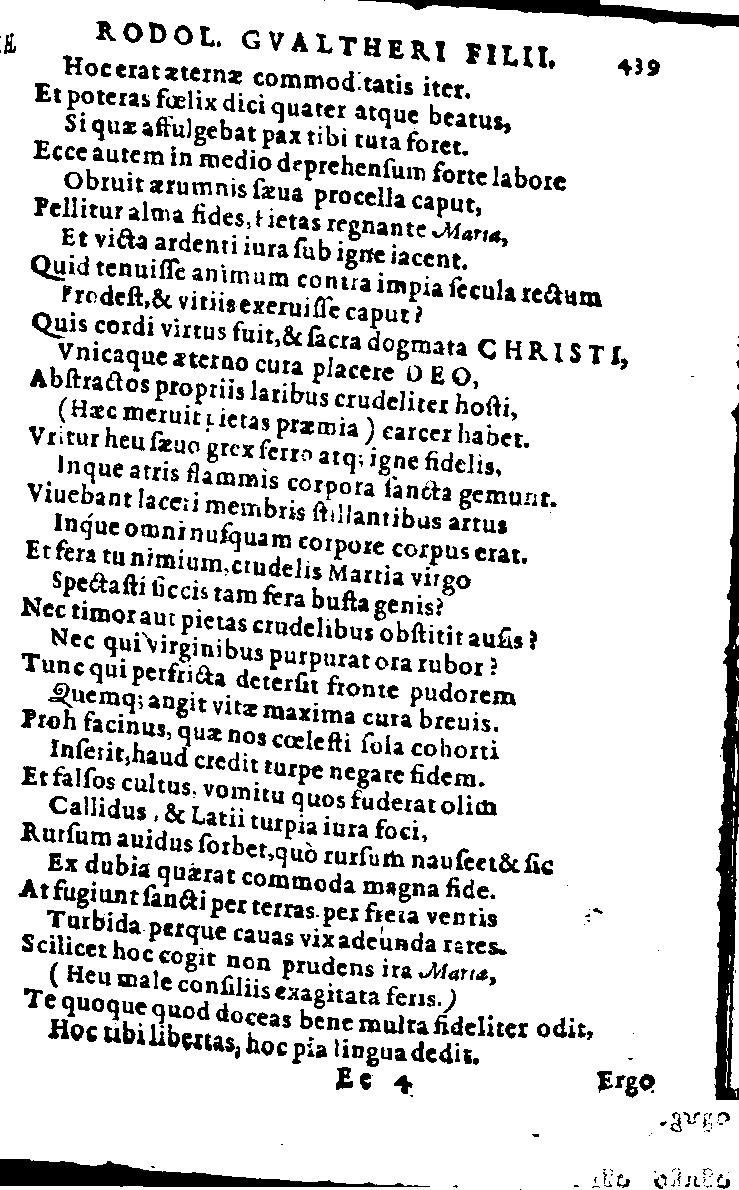 RODOL. GVALTHERI FILII. 439
Hoc erat æternæ commoditatis iter.
Et poteras fœlix dici quater atque beatus,
Si quæ affulgebat pax tibi tuta foret.
Ecce autem in medio deprehenſum forte labore
Obruit ærumnis ſæua procella caput,
Pellitur alma fides, pietas regnante Maria,
Et victa ardenti iura ſub igne iacent.
Quid tenuiſſe animum contra impia ſecula rectum
Prodeſt, & vitiis exeruiſſe caput?
Quis cordi virtus fuit, & ſacra dogmata CHRISTI,
Vnicaque æterno cura placere DEO,
Abſtractos propriis laribus crudeliter hoſti,
(Hæc meruit pietas præmia) carcer habet.
Vritur heu ſæuo grex ferro atq; igne fidelis,
Inque atris flammis corpora ſancta gemunt.
Viuebant laceri membris ſtillantibus artus
Inque omni nuſquam corpore corpus erat.
Et fera tu nimium, crudelis Martia virgo
Spectaſti ſiccis tam fera buſta genis?
Nec timor aut pietas crudelibus obſtitit auſis?
Nec qui virginibus purpurat ora rubor?
Tunc qui perfricta deterſit fronte pudorem
Quemq; angit vitæ maxima cura breuis.
Proh facinus, quæ nos cœleſti ſola cohorti
Inſerit, haud credit turpe negare fidem.
Et falſos cultus, vomitu quos fuderat olim
Callidus, & Latii turpia iura foci,
Rurſum auidus ſorbet, quò rurſum nauſeet & ſic
Ex dubia quærat commoda magna fide.
At fugiunt ſancti per terras per freta ventis
Turbida perque cauas vix adeunda rates.
Scilicet hoc cogit non prudens ira Maria,
(Heu male conſiliis exagitata feris.)
Te quoque quod doceas bene multa fideliter odit,
Hoc tibi libertas, hoc pia lingua dedit.
Ee 4 Ergo